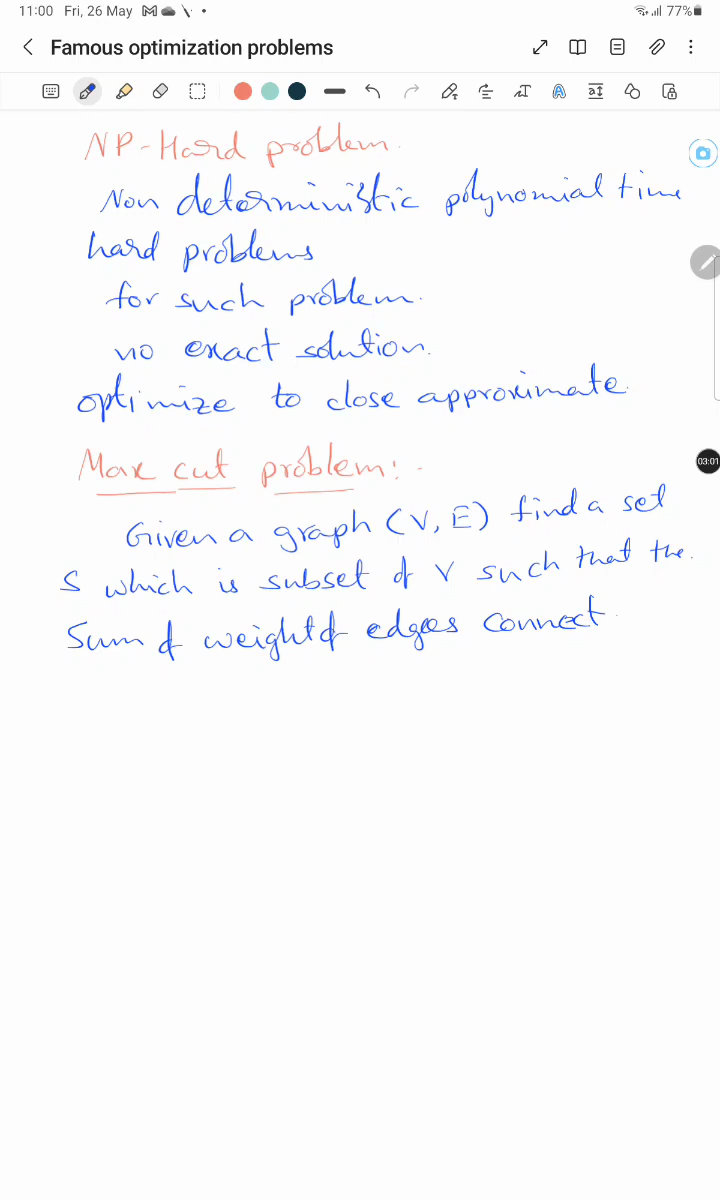 11:00 Fri, 26 May 77%
Famous optimization problems
NP-Hard problem.
Non deterministic polynomial time
hard problems
for such problem.
no exact solution.
optimize to close approximate.
03:01
Max cut problem:-
Given a graph (V, E) find a set
S which is subset of V such that the.
Sum of weight of edges connect.